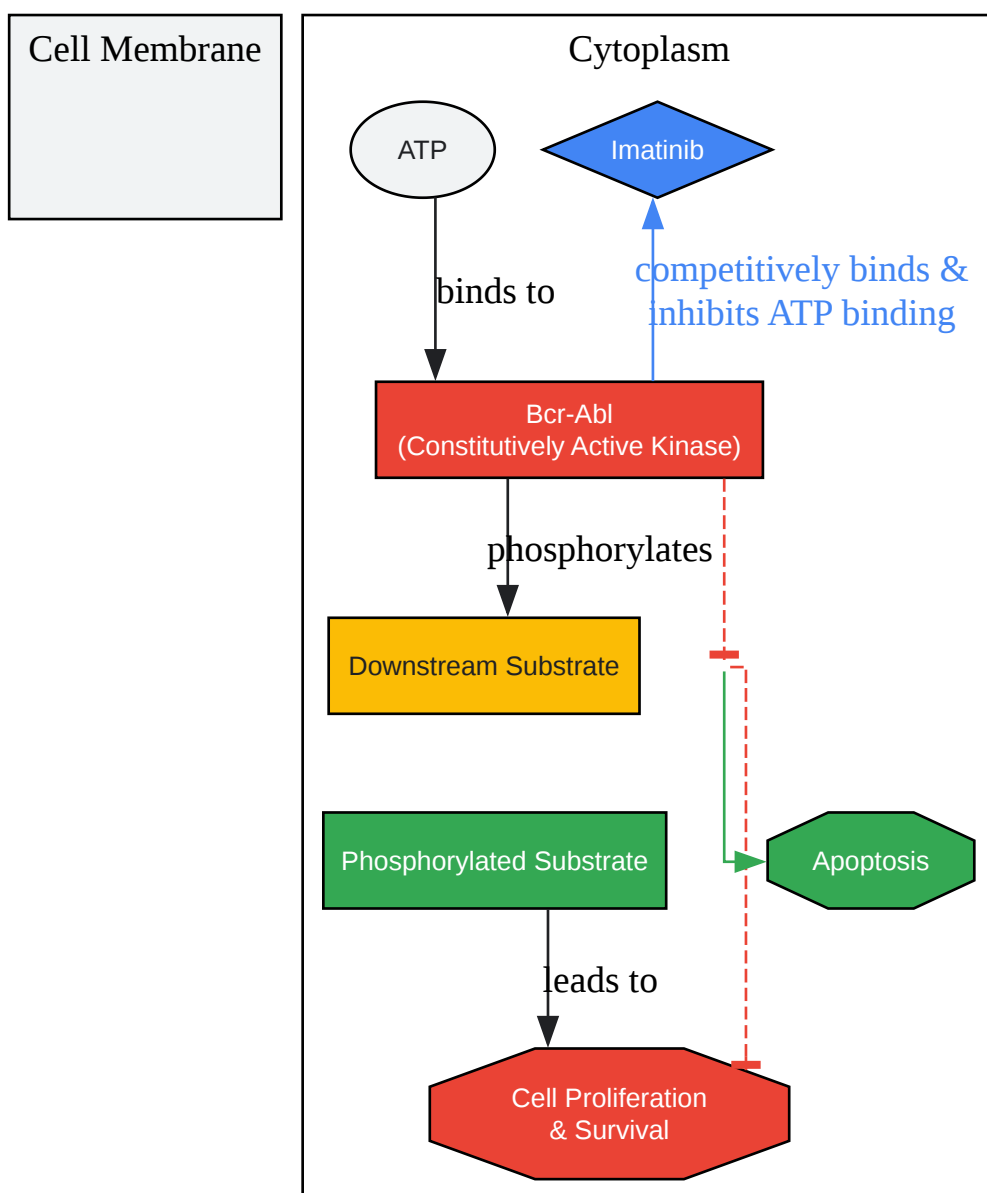 Cell Membrane
Cytoplasm
ATP
Imatinib
binds to
competitively binds &
inhibits ATP binding
Bcr-Abl
(Constitutively Active Kinase)
phosphorylates
Downstream Substrate
Phosphorylated Substrate
Apoptosis
leads to
Cell Proliferation
& Survival